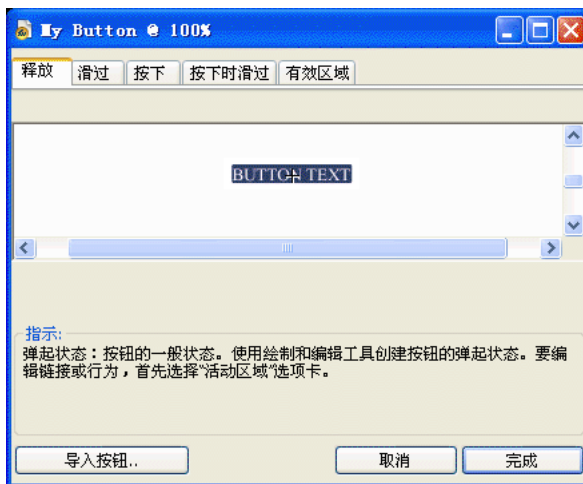 My Button @ 100%
释放 滑过 按下 按下时滑过 有效区域
BUTTON TEXT
指示:
弹起状态：按钮的一般状态。使用绘制和编辑工具创建按钮的弹起状态。要编
辑链接或行为，首先选择“活动区域”选项卡。
导入按钮.. 取消 完成